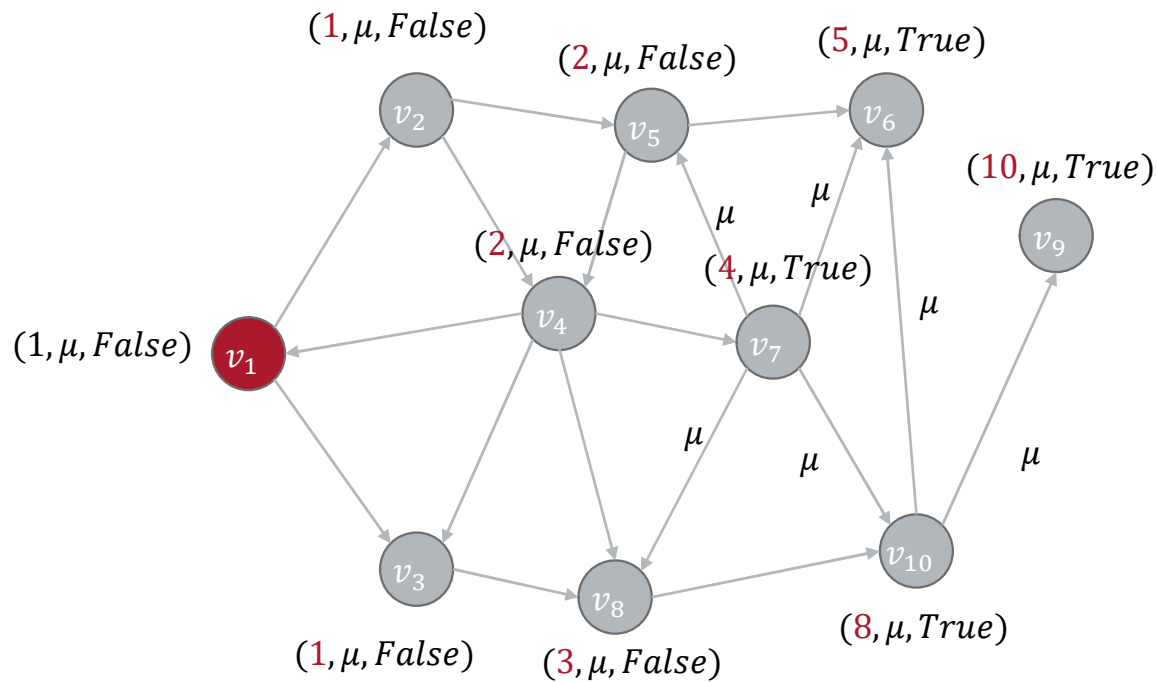 (1, μ, False)
(2, μ, False)
(5, μ, True)
v₂
v₅
v₆
(10, μ, True)
μ
μ
v₉
(2, μ, False)
(4, μ, True)
μ
v₄
v₇
(1, μ, False)
v₁
μ
μ
μ
v₁₀
v₃
v₈
(8, μ, True)
(1, μ, False)
(3, μ, False)